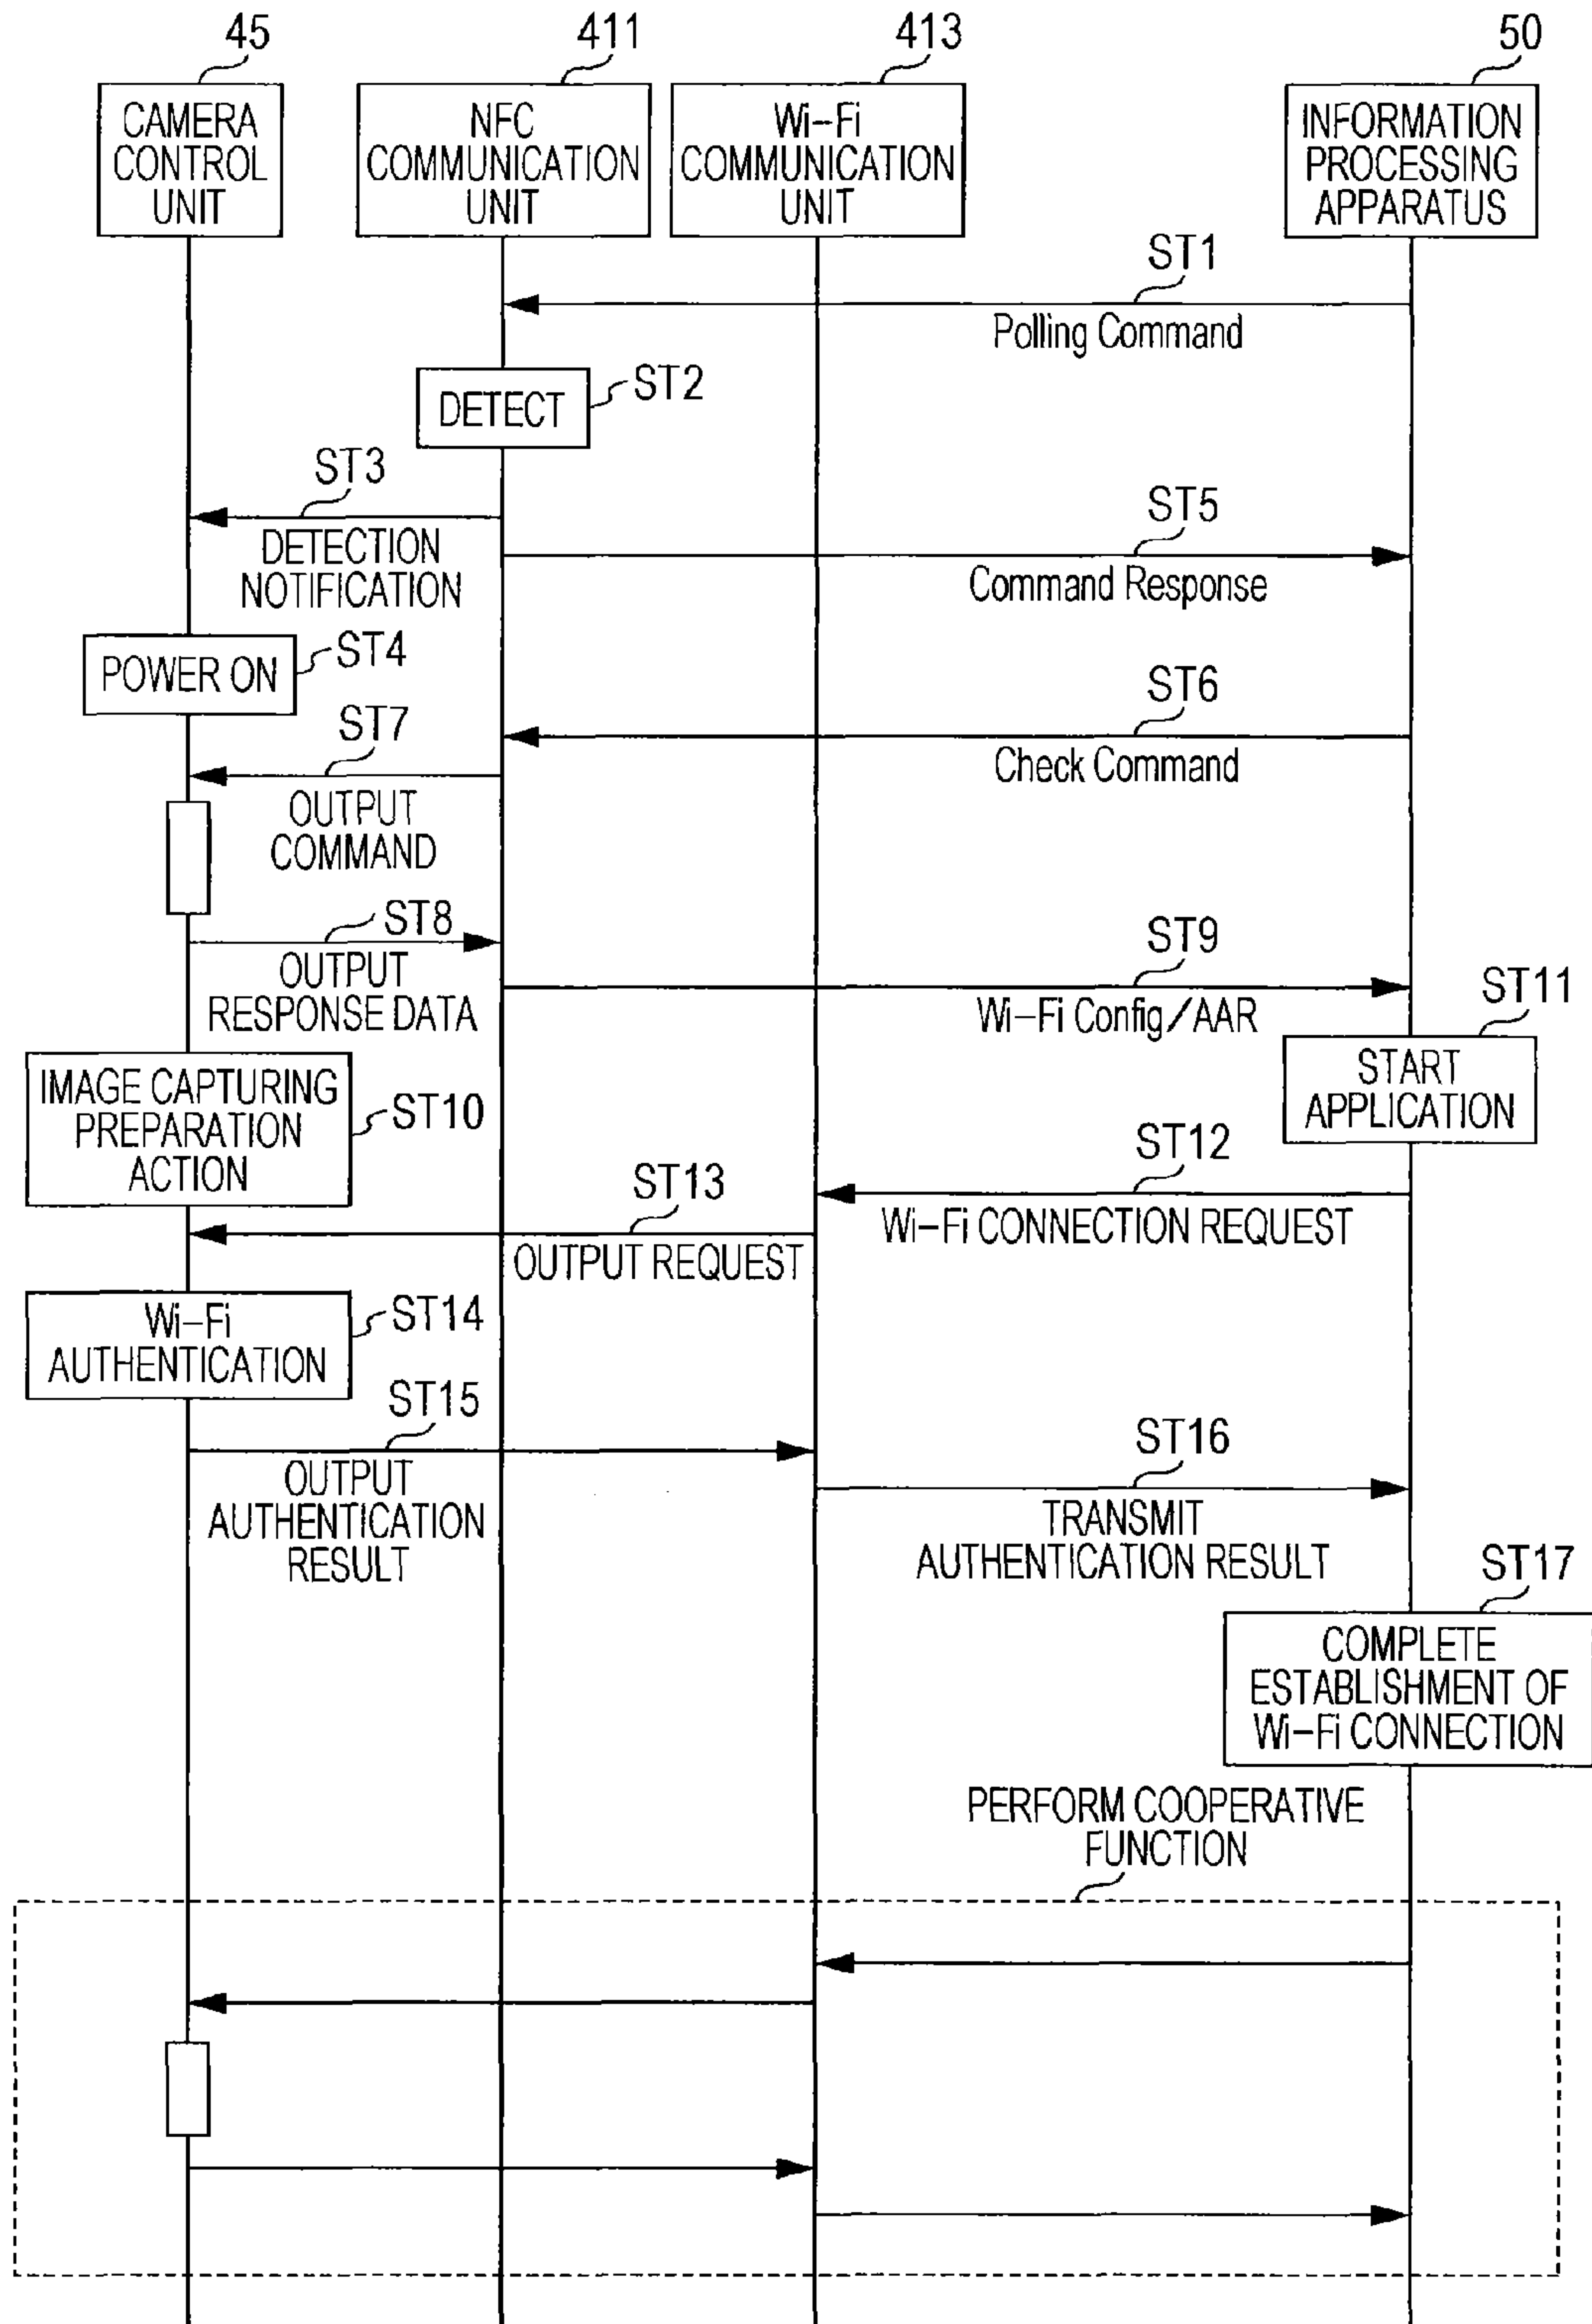 45
411
413
50
CAMERA
CONTROL
UNIT
NFC
COMMUNICATION
UNIT
Wi-Fi
COMMUNICATION
UNIT
INFORMATION
PROCESSING
APPARATUS
ST1
Polling Command
DETECT
ST2
ST3
DETECTION
NOTIFICATION
ST5
Command Response
POWER ON
ST4
ST6
Check Command
ST7
OUTPUT
COMMAND
ST8
OUTPUT
RESPONSE DATA
ST9
Wi-Fi Config/AAR
ST11
START
APPLICATION
IMAGE CAPTURING
PREPARATION
ACTION
ST10
ST12
Wi-Fi CONNECTION REQUEST
ST13
OUTPUT REQUEST
Wi-Fi
AUTHENTICATION
ST14
ST15
OUTPUT
AUTHENTICATION
RESULT
ST16
TRANSMIT
AUTHENTICATION RESULT
ST17
COMPLETE
ESTABLISHMENT OF
Wi-Fi CONNECTION
PERFORM COOPERATIVE
FUNCTION